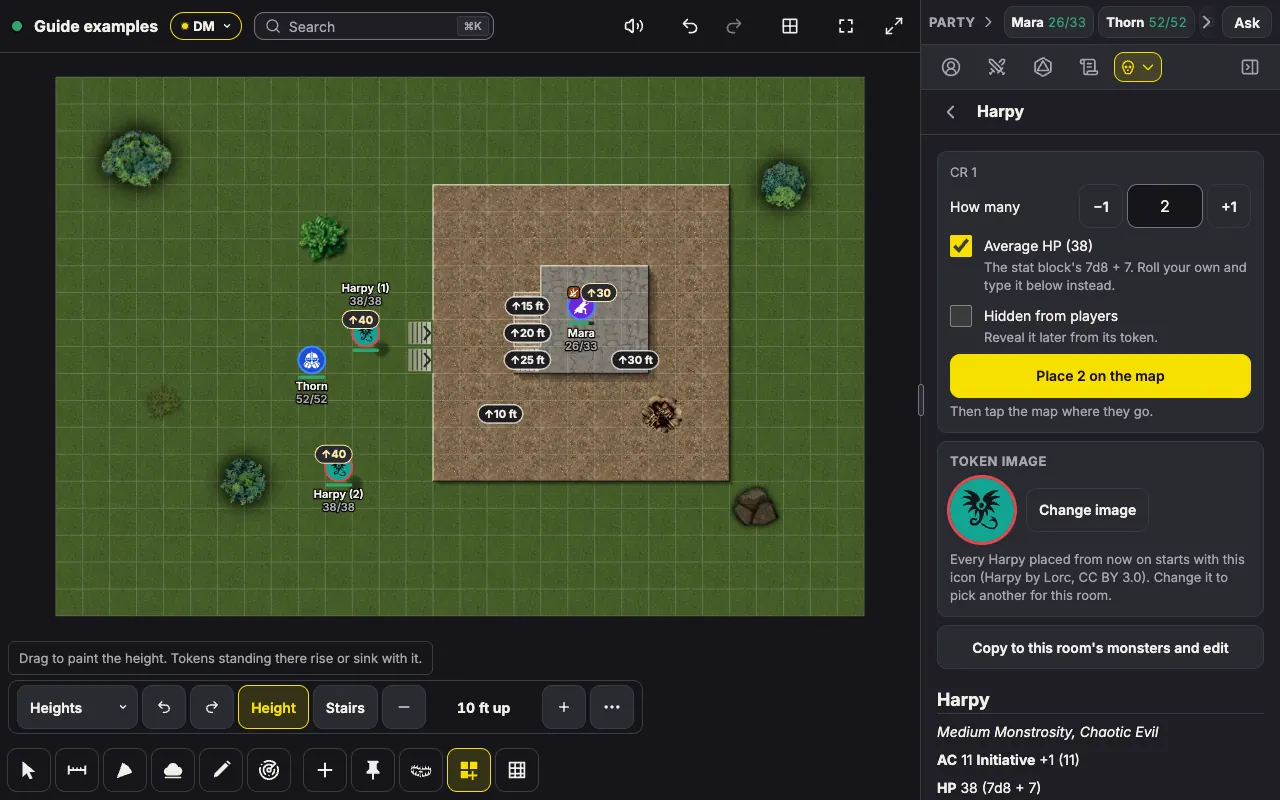 Guide examples
DM
Search
⌘K
PARTY
Mara 26/33
Thorn 52/52
Ask
Harpy
CR 1
How many
−1
2
+1
Average HP (38)
The stat block's 7d8 + 7. Roll your own and
type it below instead.
Hidden from players
Reveal it later from its token.
Place 2 on the map
Then tap the map where they go.
TOKEN IMAGE
Change image
Every Harpy placed from now on starts with this
icon (Harpy by Lorc, CC BY 3.0). Change it to
pick another for this room.
Copy to this room's monsters and edit
Harpy
Medium Monstrosity, Chaotic Evil
AC 11 Initiative +1 (11)
HP 38 (7d8 + 7)
Harpy (1)
38/38
↑40
Thorn
52/52
↑40
Harpy (2)
38/38
↑15 ft
↑20 ft
↑25 ft
↑30
Mara
26/33
↑30 ft
↑10 ft
Drag to paint the height. Tokens standing there rise or sink with it.
Heights
Height
Stairs
−
10 ft up
+